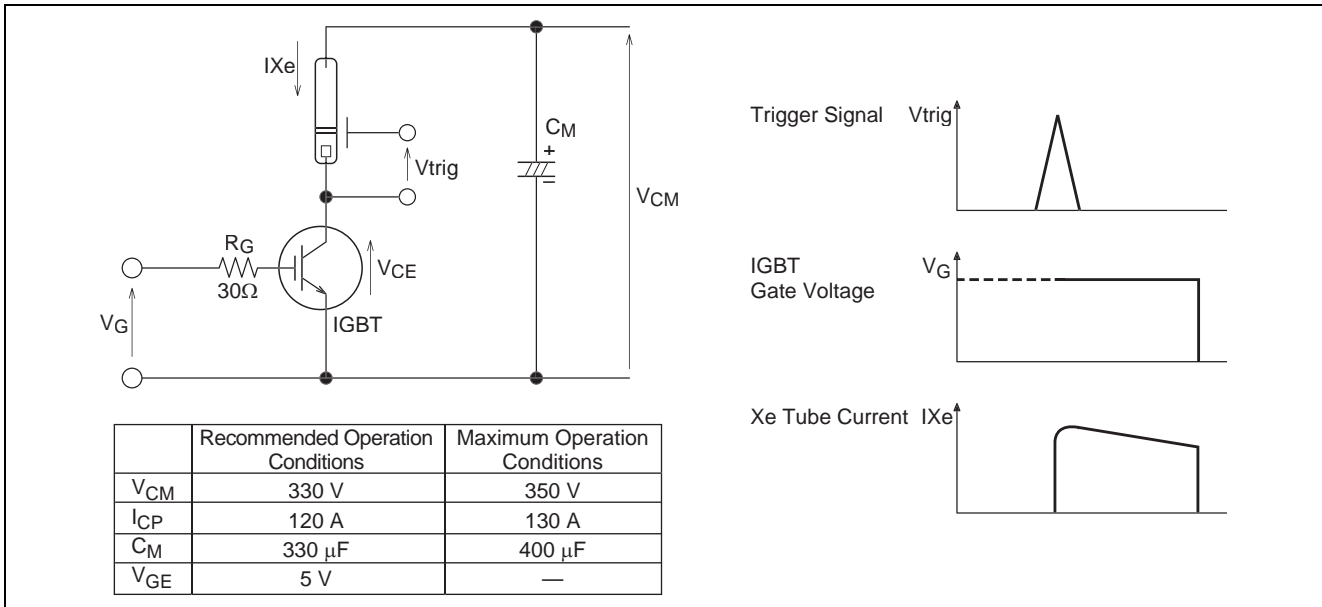 IXe
CM
+
–
Vtrig
VCM
RG
30Ω
VCE
VG
IGBT
Trigger Signal Vtrig
IGBT
Gate Voltage
VG
Xe Tube Current IXe
Recommended Operation Conditions Maximum Operation Conditions
VCM 330 V 350 V
ICP 120 A 130 A
CM 330 μF 400 μF
VGE 5 V —